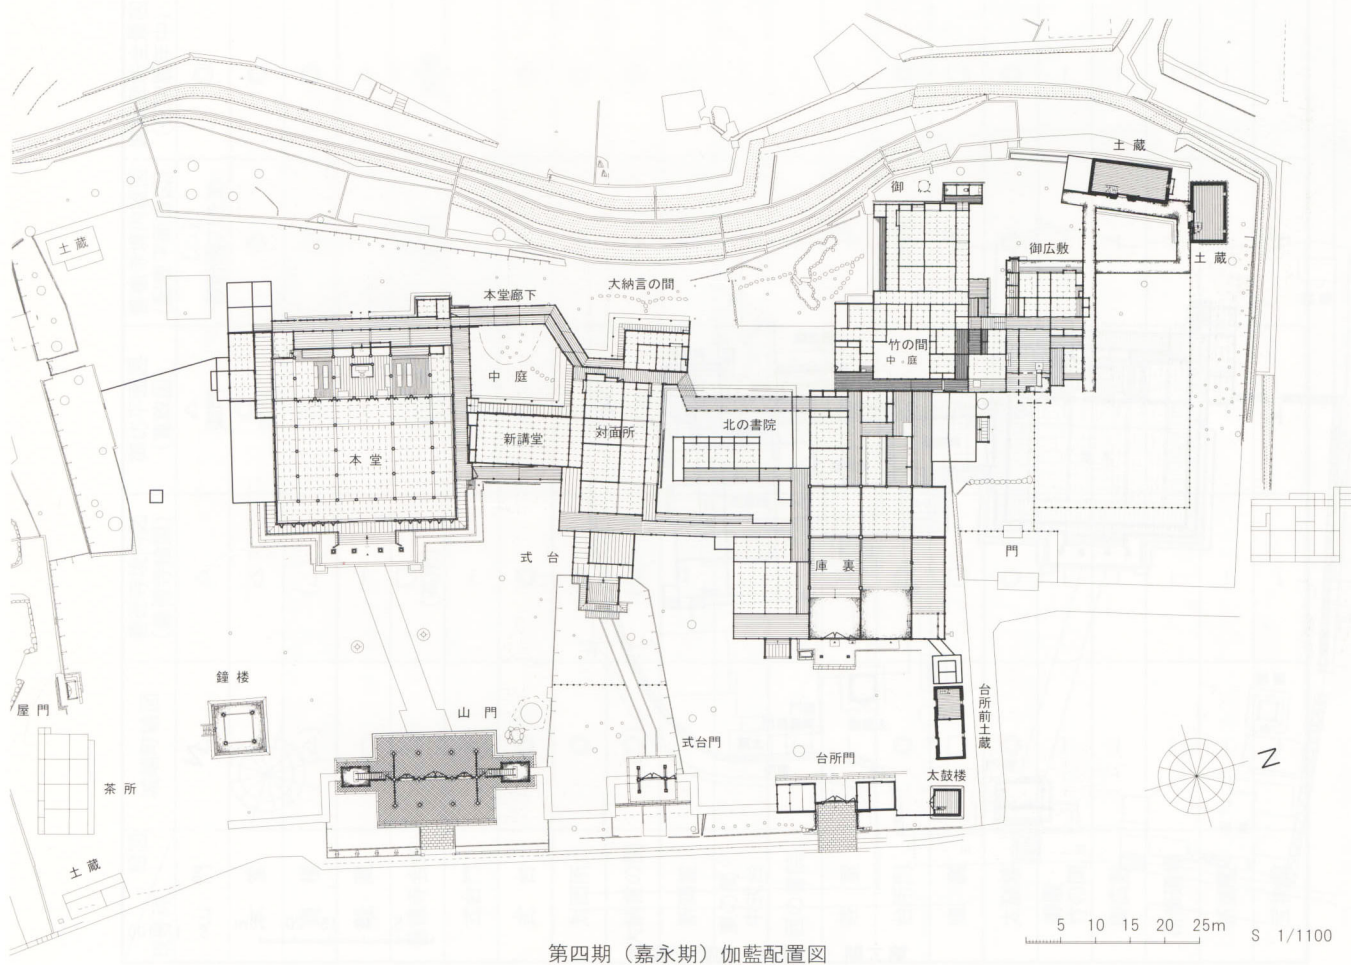 土蔵
御
土蔵
御広敷
土蔵
大納言の間
本堂廊下
竹の間
中庭
中庭
北の書院
新講堂
対面所
本堂
式台
庫裏
門
鐘楼
台所前土蔵
屋門
山門
式台門
台所門
太鼓楼
茶所
土蔵
N
5 10 15 20 25m
S 1/1100
第四期（嘉永期）伽藍配置図